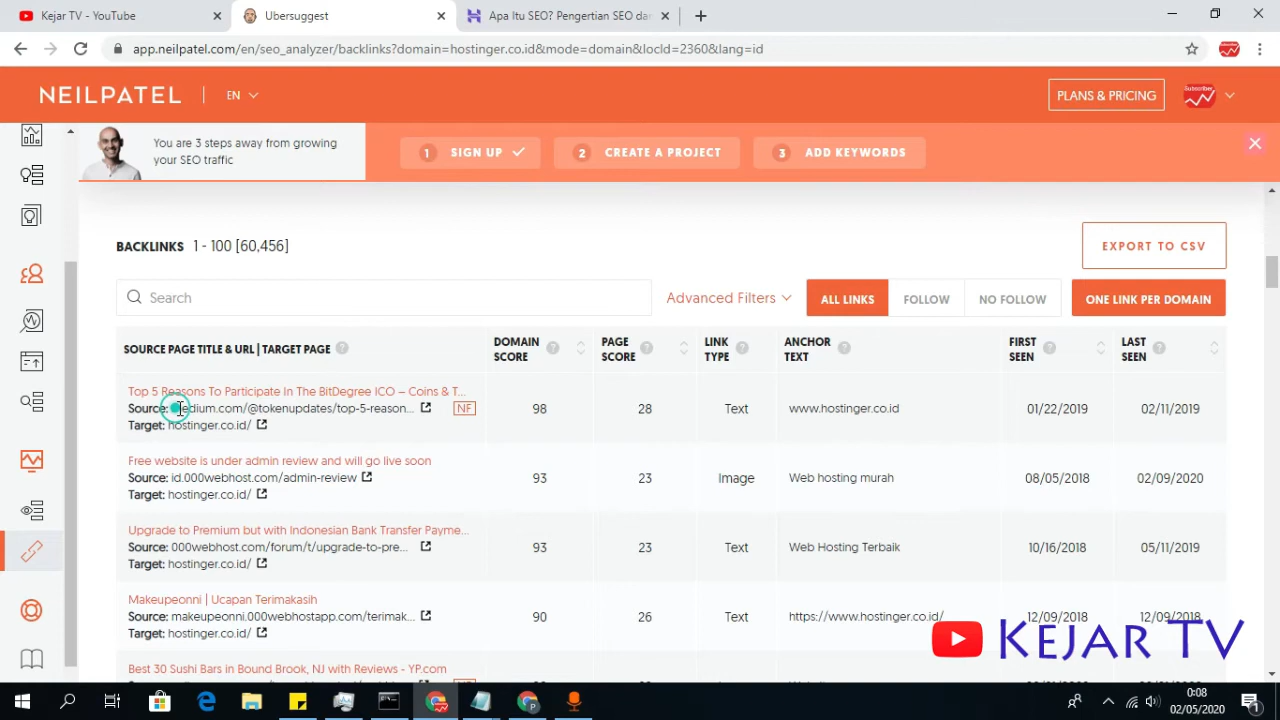 Kejar TV - YouTube
Ubersuggest
Apa Itu SEO? Pengertian SEO dar
app.neilpatel.com/en/seo_analyzer/backlinks?domain=hostinger.co.id&mode=domain&locId=2360&lang=id
NEILPATEL
EN
PLANS & PRICING
Subscriber
You are 3 steps away from growing
your SEO traffic
1 SIGN UP
2 CREATE A PROJECT
3 ADD KEYWORDS
BACKLINKS 1 - 100 [60,456]
EXPORT TO CSV
Search
Advanced Filters
ALL LINKS
FOLLOW
NO FOLLOW
ONE LINK PER DOMAIN
SOURCE PAGE TITLE & URL | TARGET PAGE ?
DOMAIN SCORE ?
PAGE SCORE ?
LINK TYPE ?
ANCHOR TEXT ?
FIRST SEEN ?
LAST SEEN ?
Top 5 Reasons To Participate In The BitDegree ICO – Coins & T...
Source: medium.com/@tokenupdates/top-5-reason... NF
Target: hostinger.co.id/
98 28 Text www.hostinger.co.id 01/22/2019 02/11/2019
Free website is under admin review and will go live soon
Source: id.000webhost.com/admin-review
Target: hostinger.co.id/
93 23 Image Web hosting murah 08/05/2018 02/09/2020
Upgrade to Premium but with Indonesian Bank Transfer Payme...
Source: 000webhost.com/forum/t/upgrade-to-pre...
Target: hostinger.co.id/
93 23 Text Web Hosting Terbaik 10/16/2018 05/11/2019
Makeupeonni | Ucapan Terimakasih
Source: makeupeonni.000webhostapp.com/terimak...
Target: hostinger.co.id/
90 26 Text https://www.hostinger.co.id/ 12/09/2018 12/09/2018
Best 30 Sushi Bars in Bound Brook, NJ with Reviews - YP.com
KEJAR TV
0:08
02/05/2020
1